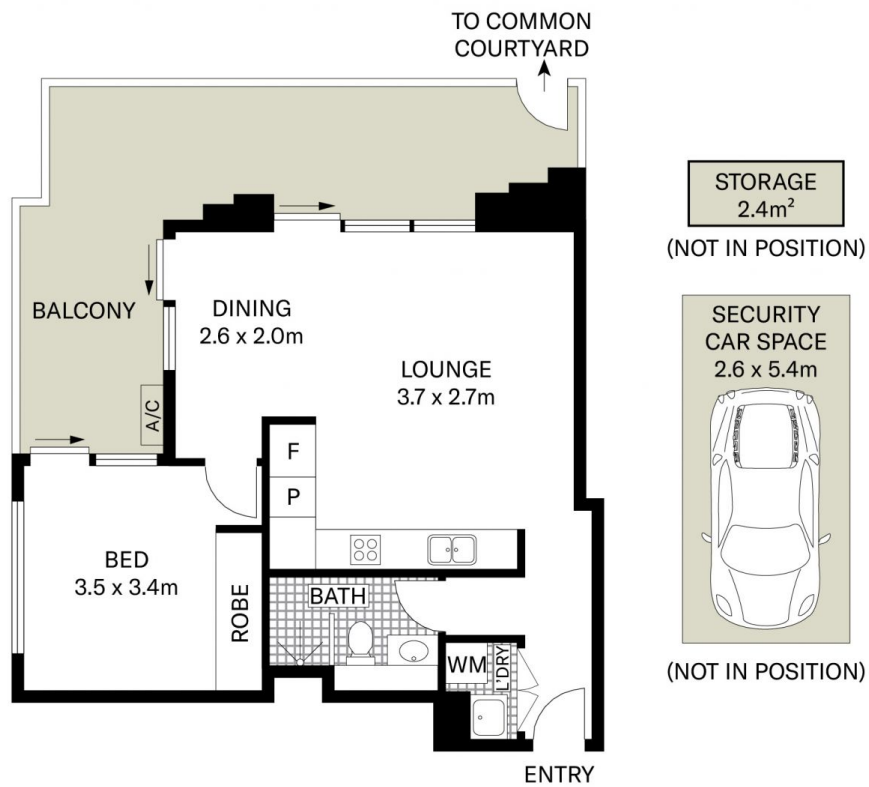 TO COMMON
COURTYARD
STORAGE
2.4m²
(NOT IN POSITION)
BALCONY
DINING
2.6 x 2.0m
LOUNGE
3.7 x 2.7m
A/C
F
P
SECURITY
CAR SPACE
2.6 x 5.4m
BED
3.5 x 3.4m
ROBE
BATH
WM
L'DRY
(NOT IN POSITION)
ENTRY